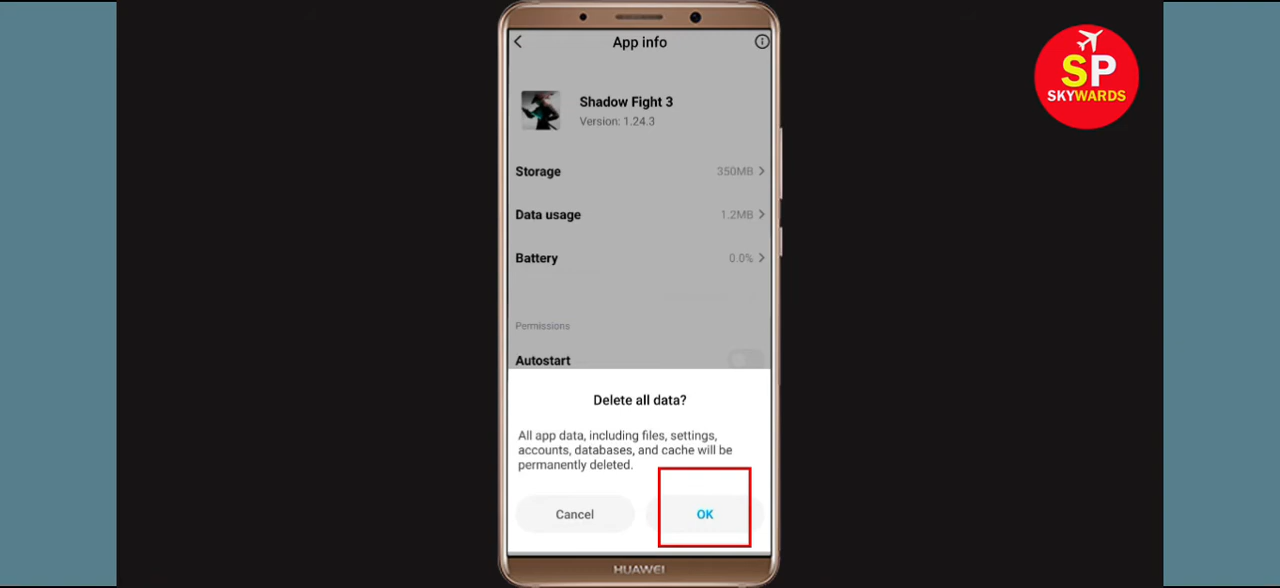 App info
SP
SKYWARDS
Shadow Fight 3
Version: 1.24.3
Storage 350MB
Data usage 1.2MB
Battery 0.0%
Permissions
Autostart
Delete all data?
All app data, including files, settings,
accounts, databases, and cache will be
permanently deleted.
Cancel OK
HUAWEI